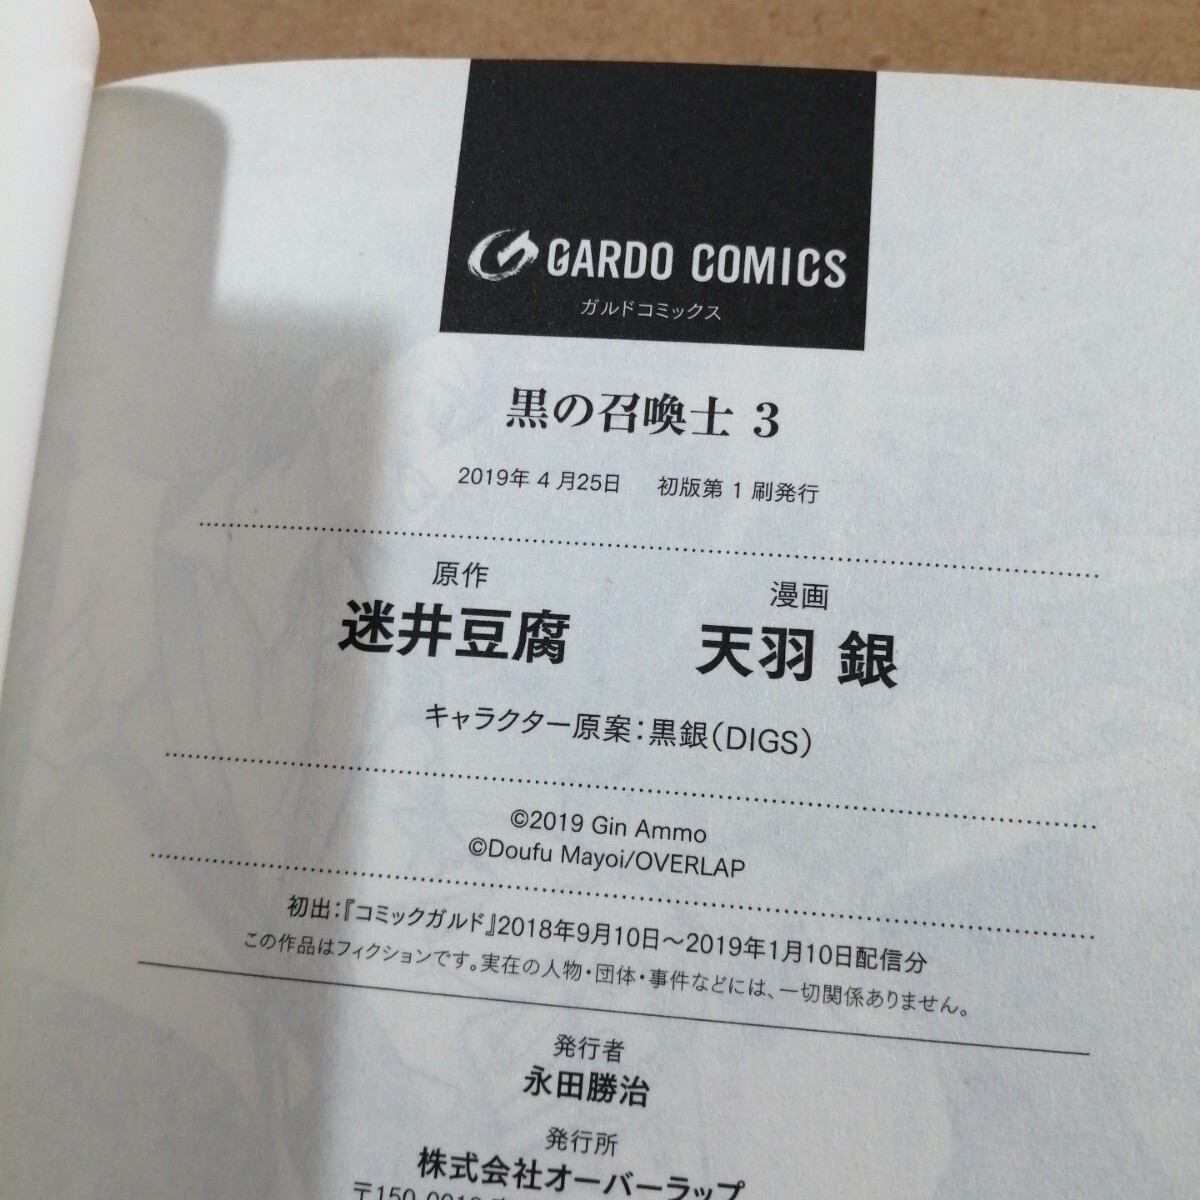 GARDO COMICS
ガルドコミックス
黒の召喚士 3
2019年4月25日 初版第1刷発行
原作 漫画
迷井豆腐 天羽 銀
キャラクター原案：黒銀（DIGS）
©2019 Gin Ammo
©Doufu Mayoi/OVERLAP
初出：『コミックガルド』2018年9月10日〜2019年1月10日配信分
この作品はフィクションです。実在の人物・団体・事件などには、一切関係ありません。
発行者
永田勝治
発行所
株式会社オーバーラップ